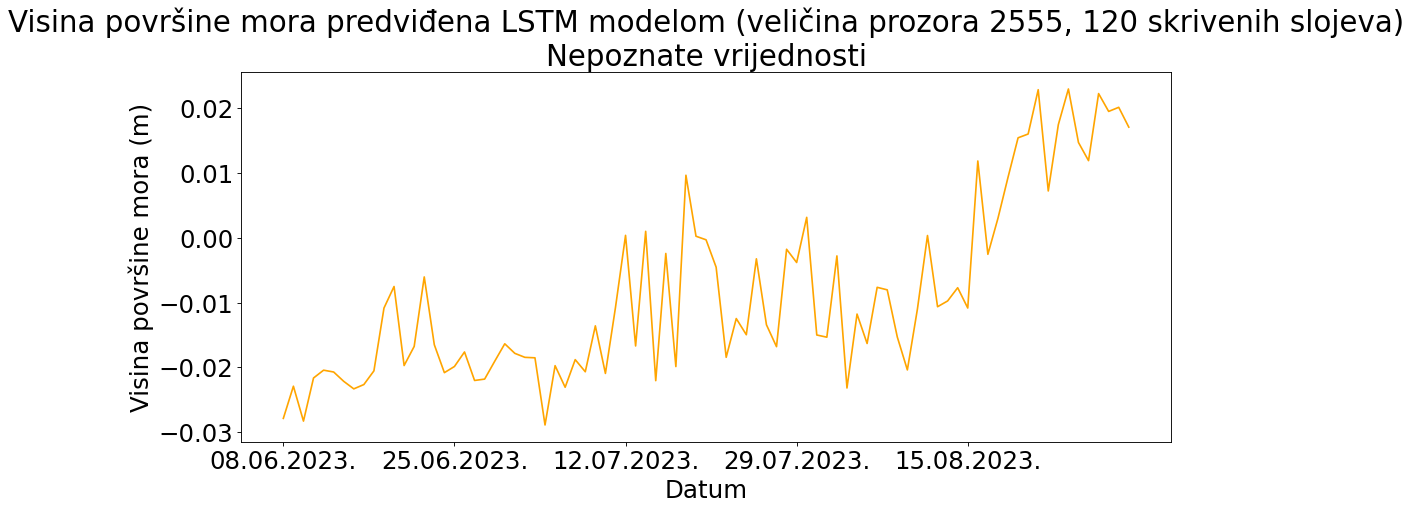 Visina površine mora predviđena LSTM modelom (veličina prozora 2555, 120 skrivenih slojeva)
Nepoznate vrijednosti
Visina površine mora (m)
0.02
0.01
0.00
−0.01
−0.02
−0.03
08.06.2023. 25.06.2023. 12.07.2023. 29.07.2023. 15.08.2023.
Datum